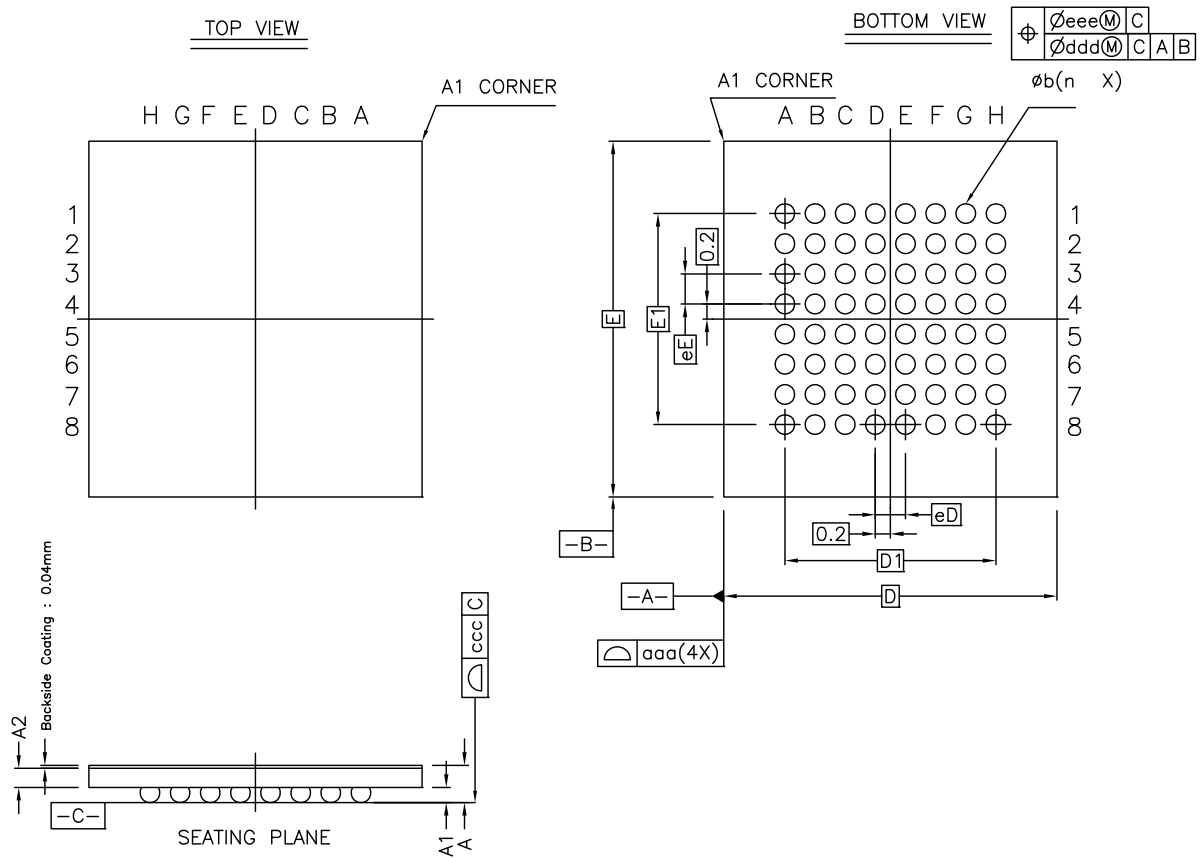 TOP VIEW
A1 CORNER
H G F E D C B A
1
2
3
4
5
6
7
8
BOTTOM VIEW
Øeee Ⓜ C
Øddd Ⓜ C A B
øb(n X)
A1 CORNER
A B C D E F G H
1
2
3
4
5
6
7
8
0.2
E
E1
eE
eD
0.2
D1
D
-B-
-A-
aaa(4X)
Backside Coating : 0.04mm
A2
ccc C
-C-
A1
A
SEATING PLANE